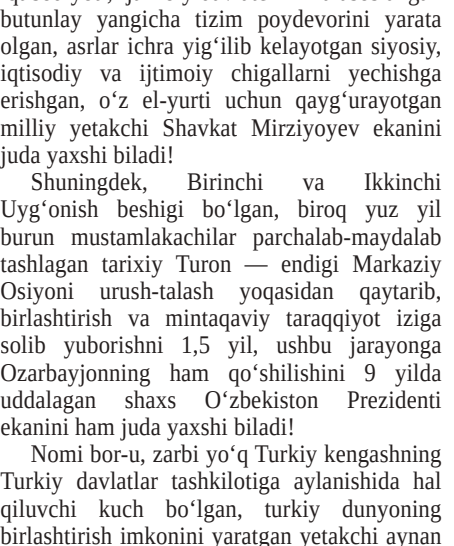 butunlay yangicha tizim poydevorini yarata
olgan, asrlar ichra yig‘ilib kelayotgan siyosiy,
iqtisodiy va ijtimoiy chigallarni yechishga
erishgan, o‘z el-yurti uchun qayg‘urayotgan
milliy yetakchi Shavkat Mirziyoyev ekanini
juda yaxshi biladi!
Shuningdek, Birinchi va Ikkinchi
Uyg‘onish beshigi bo‘lgan, biroq yuz yil
burun mustamlakachilar parchalab-maydalab
tashlagan tarixiy Turon — endigi Markaziy
Osiyoni urush-talash yoqasidan qaytarib,
birlashtirish va mintaqaviy taraqqiyot iziga
solib yuborishni 1,5 yil, ushbu jarayonga
Ozarbayjonning ham qo‘shilishini 9 yilda
uddalagan shaxs O‘zbekiston Prezidenti
ekanini ham juda yaxshi biladi!
Nomi bor-u, zarbi yo‘q Turkiy kengashning
Turkiy davlatlar tashkilotiga aylanishida hal
qiluvchi kuch bo‘lgan, turkiy dunyoning
birlashtirish imkonini yaratgan yetakchi aynan